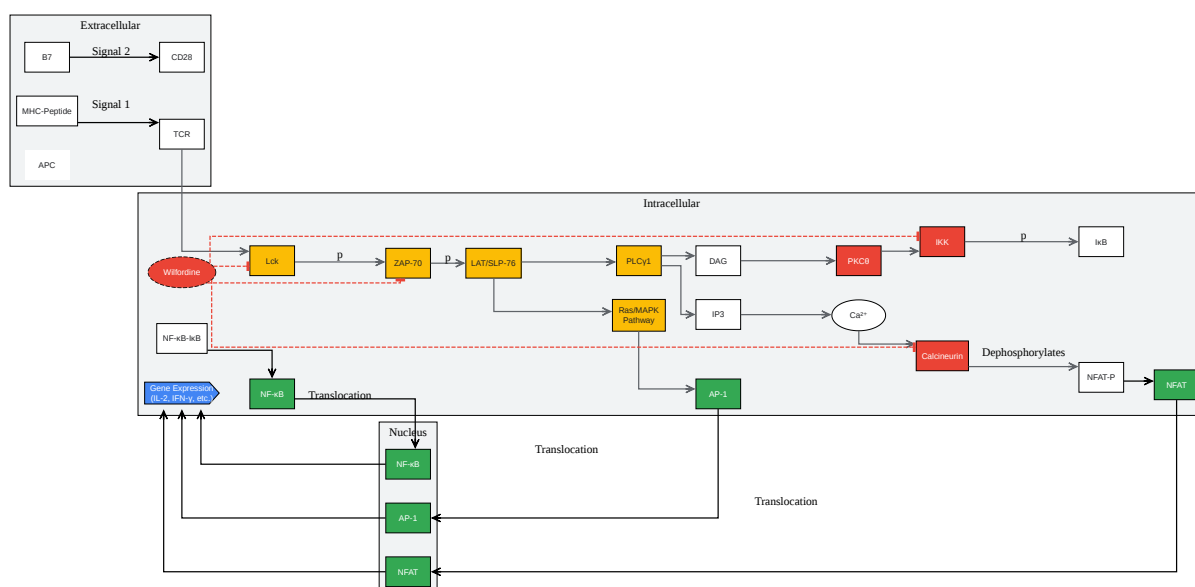 Extracellular
B7
Signal 2
CD28
MHC-Peptide
Signal 1
TCR
APC
Intracellular
Lck
p
ZAP-70
p
LAT/SLP-76
PLCγ1
DAG
PKCθ
IKK
p
IκB
Wilfordine
Ras/MAPK
Pathway
IP3
Ca²⁺
NF-κB-IκB
Calcineurin
Dephosphorylates
NFAT-P
NFAT
Gene Expression
(IL-2, IFN-γ, etc.)
NF-κB
Translocation
AP-1
Nucleus
NF-κB
Translocation
AP-1
Translocation
NFAT